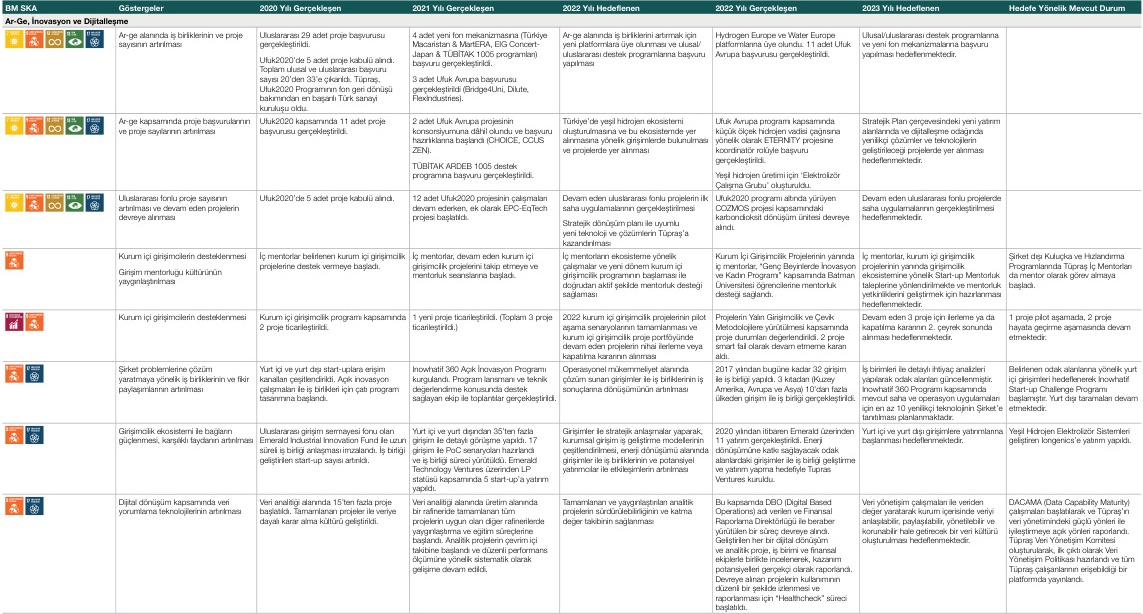 BM SKA
Göstergeler
2020 Yılı Gerçekleşen
2021 Yılı Gerçekleşen
2022 Yılı Hedeflenen
2022 Yılı Gerçekleşen
2023 Yılı Hedeflenen
Hedefe Yönelik Mevcut Durum
Ar-Ge, İnovasyon ve Dijitalleşme
Ar-ge alanında iş birliklerinin ve proje
sayısının artırılması
Uluslararası 29 adet proje başvurusu
gerçekleştirildi.
Ufuk2020'de 5 adet proje kabulü alındı.
Toplam ulusal ve uluslararası başvuru
sayısı 20'den 33'e çıkarıldı. Tüpraş,
Ufuk2020 Programının fon geri dönüşü
bakımından en başarılı Türk sanayi
kuruluşu oldu.
4 adet yeni fon mekanizmasına (Türkiye
Macaristan & MartERA, EIG Concert-
Japan & TÜBİTAK 1005 programları)
başvuru gerçekleştirildi.
3 adet Ufuk Avrupa başvurusu
gerçekleştirildi (Bridge4Uni, Dilute,
FlexIndustries).
Ar-ge alanında iş birliklerini artırmak için
yeni platformlara üye olunması ve ulusal/
uluslararası destek programlarına başvuru
yapılması
Hydrogen Europe ve Water Europe
platformlarına üye olundu. 11 adet Ufuk
Avrupa başvurusu gerçekleştirildi.
Ulusal/uluslararası destek programlarına
ve yeni fon mekanizmalarına başvuru
yapılması hedeflenmektedir.
Ar-ge kapsamında proje başvurularının
ve proje sayılarının artırılması
Ufuk2020 kapsamında 11 adet proje
başvurusu gerçekleştirildi.
2 adet Ufuk Avrupa projesinin
konsorsiyumuna dâhil olundu ve başvuru
hazırlıklarına başlandı (CHOICE, CCUS
ZEN).
TÜBİTAK ARDEB 1005 destek
programına başvuru gerçekleştirildi.
Türkiye'de yeşil hidrojen ekosistemi
oluşturulmasına ve bu ekosistemde yer
alınmasına yönelik girişimlerde bulunulması
ve projelerde yer alınması
Ufuk Avrupa programı kapsamında
küçük ölçek hidrojen vadisi çağrısına
yönelik olarak ETERNITY projesine
koordinatör rolüyle başvuru
gerçekleştirildi.
Yeşil hidrojen üretimi için 'Elektrolizör
Çalışma Grubu' oluşturuldu.
Stratejik Plan çerçevesindeki yeni yatırım
alanlarında ve dijitalleşme odağında
yenilikçi çözümler ve teknolojilerin
geliştirileceği projelerde yer alınması
hedeflenmektedir.
Uluslararası fonlu proje sayısının
artırılması ve devam eden projelerin
devreye alınması
Ufuk2020'de 5 adet proje kabulü alındı.
12 adet Ufuk2020 projesinin çalışmaları
devam ederken, ek olarak EPC-EqTech
projesi başlatıldı.
Devam eden uluslararası fonlu projelerin ilk
saha uygulamalarının gerçekleştirilmesi
Stratejik dönüşüm planı ile uyumlu
yeni teknoloji ve çözümlerin Tüpraş'a
kazandırılması
Ufuk2020 programı altında yürüyen
COZMOS projesi kapsamındaki
karbondioksit dönüşüm ünitesi devreye
alındı.
Devam eden uluslararası fonlu projelerde
saha uygulamalarının gerçekleştirilmesi
hedeflenmektedir.
Kurum içi girişimcilerin desteklenmesi
Girişim mentorluğu kültürünün
yaygınlaştırılması
İç mentorlar belirlenen kurum içi girişimcilik
projelerine destek vermeye başladı.
İç mentorlar, devam eden kurum içi
girişimcilik projelerini takip etmeye ve
mentorluk seanslarına başladı.
İç mentorların ekosisteme yönelik
çalışmalar ve yeni dönem kurum içi
girişimcilik programının başlaması ile
doğrudan aktif şekilde mentorluk desteği
sağlaması
Kurum İçi Girişimcilik Projelerinin yanında
iç mentorlar, "Genç Beyinlerde İnovasyon
ve Kadın Programı" kapsamında Batman
Üniversitesi öğrencilerine mentorluk
desteği sağlandı.
İç mentorlar, kurum içi girişimcilik
projelerinin yanında girişimcilik
ekosistemine yönelik Start-up Mentorluk
taleplerine yönlendirilmekte ve mentorluk
yetkinliklerini geliştirmek için hazırlanması
hedeflenmektedir.
Şirket dışı Kuluçka ve Hızlandırma
Programlarında Tüpraş İç Mentorları
da mentor olarak görev almaya
başladı.
Kurum içi girişimcilerin desteklenmesi
Kurum içi girişimcilik programı kapsamında
2 proje ticarileştirildi.
1 yeni proje ticarileştirildi. (Toplam 3 proje
ticarileştirildi.)
2022 kurum içi girişimcilik projelerinin pilot
aşama senaryolarının tamamlanması ve
kurum içi girişimcilik proje portföyünde
devam eden projelerin nihai ilerleme veya
kapatılma kararının alınması
Projelerin Yalın Girişimcilik ve Çevik
Metodolojilere yürütülmesi kapsamında
proje durumları değerlendirildi. 2 proje
smart fail olarak devam etmeme kararı
aldı.
Devam eden 3 proje için ilerleme ya da
kapatılma kararının 2. çeyrek sonunda
alınması hedeflenmektedir.
1 proje pilot aşamada, 2 proje
hayata geçirme aşamasında devam
etmektedir.
Şirket problemlerine çözüm
yaratmaya yönelik iş birliklerinin ve fikir
paylaşımlarının artırılması
Yurt içi ve yurt dışı start-uplara erişim
kanalları çeşitlendirildi. Açık inovasyon
çalışmaları ile iş birlikleri için çatı program
tasarımına başlandı.
Inowhatif 360 Açık İnovasyon Programı
kurgulandı. Program lansmanı ve teknik
değerlendirme konusunda destek
sağlayan ekip ile toplantılar gerçekleştirildi.
Operasyonel mükemmeliyet alanında
çözüm sunan girişimler ile iş birliklerinin iş
sonuçlarına dönüşümünün artırılması
2017 yılından bugüne kadar 32 girişim
ile iş birliği yapıldı. 3 kıtadan (Kuzey
Amerika, Avrupa ve Asya) 10'dan fazla
ülkeden girişim ile iş birliği gerçekleştirildi.
İş birimleri ile detaylı ihtiyaç analizleri
yapılarak odak alanları güncellenmiştir.
Inowhatif 360 Programı kapsamında
mevcut saha ve operasyon uygulamaları
için en az 10 yenilikçi teknolojinin Şirket'e
tanıtılması planlanmaktadır.
Belirlenen odak alanlarına yönelik yurt
içi girişimleri hedeflenerek Inowhatif
Start-up Challenge Programı
başlamıştır. Yurt dışı taramaları devam
etmektedir.
Girişimcilik ekosistemi ile bağların
güçlenmesi, karşılıklı faydanın artırılması
Uluslararası girişim sermayesi fonu olan
Emerald Industrial Innovation Fund ile uzun
süreli iş birliği anlaşması imzalandı. İş birliği
geliştirilen start-up sayısı artırıldı.
Yurt içi ve yurt dışından 35'ten fazla
girişim ile detaylı görüşme yapıldı. 17
girişim ile PoC senaryoları hazırlandı
ve iş birliği süreci yürütüldü. Emerald
Technology Ventures üzerinden LP
statüsü kapsamında 5 start-up'a yatırım
yapıldı.
Girişimlerle stratejik anlaşmalar yaparak,
kurumsal girişim iş geliştirme modellerinin
çeşitlendirilmesi, enerji dönüşümü alanında
girişimler ile iş birliklerinin ve potansiyel
yatırımcılar ile etkileşimlerin artırılması
2020 yılından itibaren Emerald üzerinden
11 yatırım gerçekleştirildi. Enerji
dönüşümüne katkı sağlayacak odak
alanlardaki girişimler ile iş birliği geliştirme
ve yatırım yapma hedefiyle Tupras
Ventures kuruldu.
Yurt içi ve yurt dışı girişimlere yatırımlarına
başlanması hedeflenmektedir.
Yeşil Hidrojen Elektrolizör Sistemleri
geliştiren Iongenics'e yatırım yapıldı.
Dijital dönüşüm kapsamında veri
yorumlama teknolojilerinin artırılması
Veri analitiği alanında 15'ten fazla proje
başlatıldı. Tamamlanan projeler ile veriye
dayalı karar alma kültürü geliştirildi.
Veri analitiği alanında üretim alanında
bir rafineride tamamlanan tüm
projelerin uygun olan diğer rafinerilerde
yaygınlaştırma ve eğitim süreçlerine
başlandı. Analitik projelerin çevrim içi
takibine başlandı ve düzenli performans
ölçümüne yönelik sistematik olarak
gelişime devam edildi.
Tamamlanan ve yaygınlaştırılan analitik
projelerin sürdürülebilirliğinin ve katma
değer takibinin sağlanması
Bu kapsamda DBO (Digital Based
Operations) adı verilen ve Finansal
Raporlama Direktörlüğü ile beraber
yürütülen bir süreç devreye alındı.
Geliştirilen her bir dijital dönüşüm
ve analitik proje, iş birimi ve finansal
ekiplerle birlikte incelenerek, kazanım
potansiyelleri gerçekçi olarak raporlandı.
Devreye alınan projelerin kullanımının
düzenli bir şekilde izlenmesi ve
raporlanması için "Healthcheck" süreci
başlatıldı.
Veri yönetişim çalışmaları ile veriden
değer yaratarak kurum içerisinde veriyi
anlaşılabilir, paylaşılabilir, yönetilebilir ve
korunabilir hale getirecek bir veri kültürü
oluşturulması hedeflenmektedir.
DACAMA (Data Capability Maturity)
çalışmaları başlatılarak ve Tüpraş'ın
veri yönetimindeki güçlü yönleri ile
iyileştirmeye açık yönleri raporlandı.
Tüpraş Veri Yönetişim Komitesi
oluşturularak, ilk çıktı olarak Veri
Yönetişim Politikası hazırlandı ve tüm
Tüpraş çalışanlarının erişebildiği bir
platformda yayınlandı.